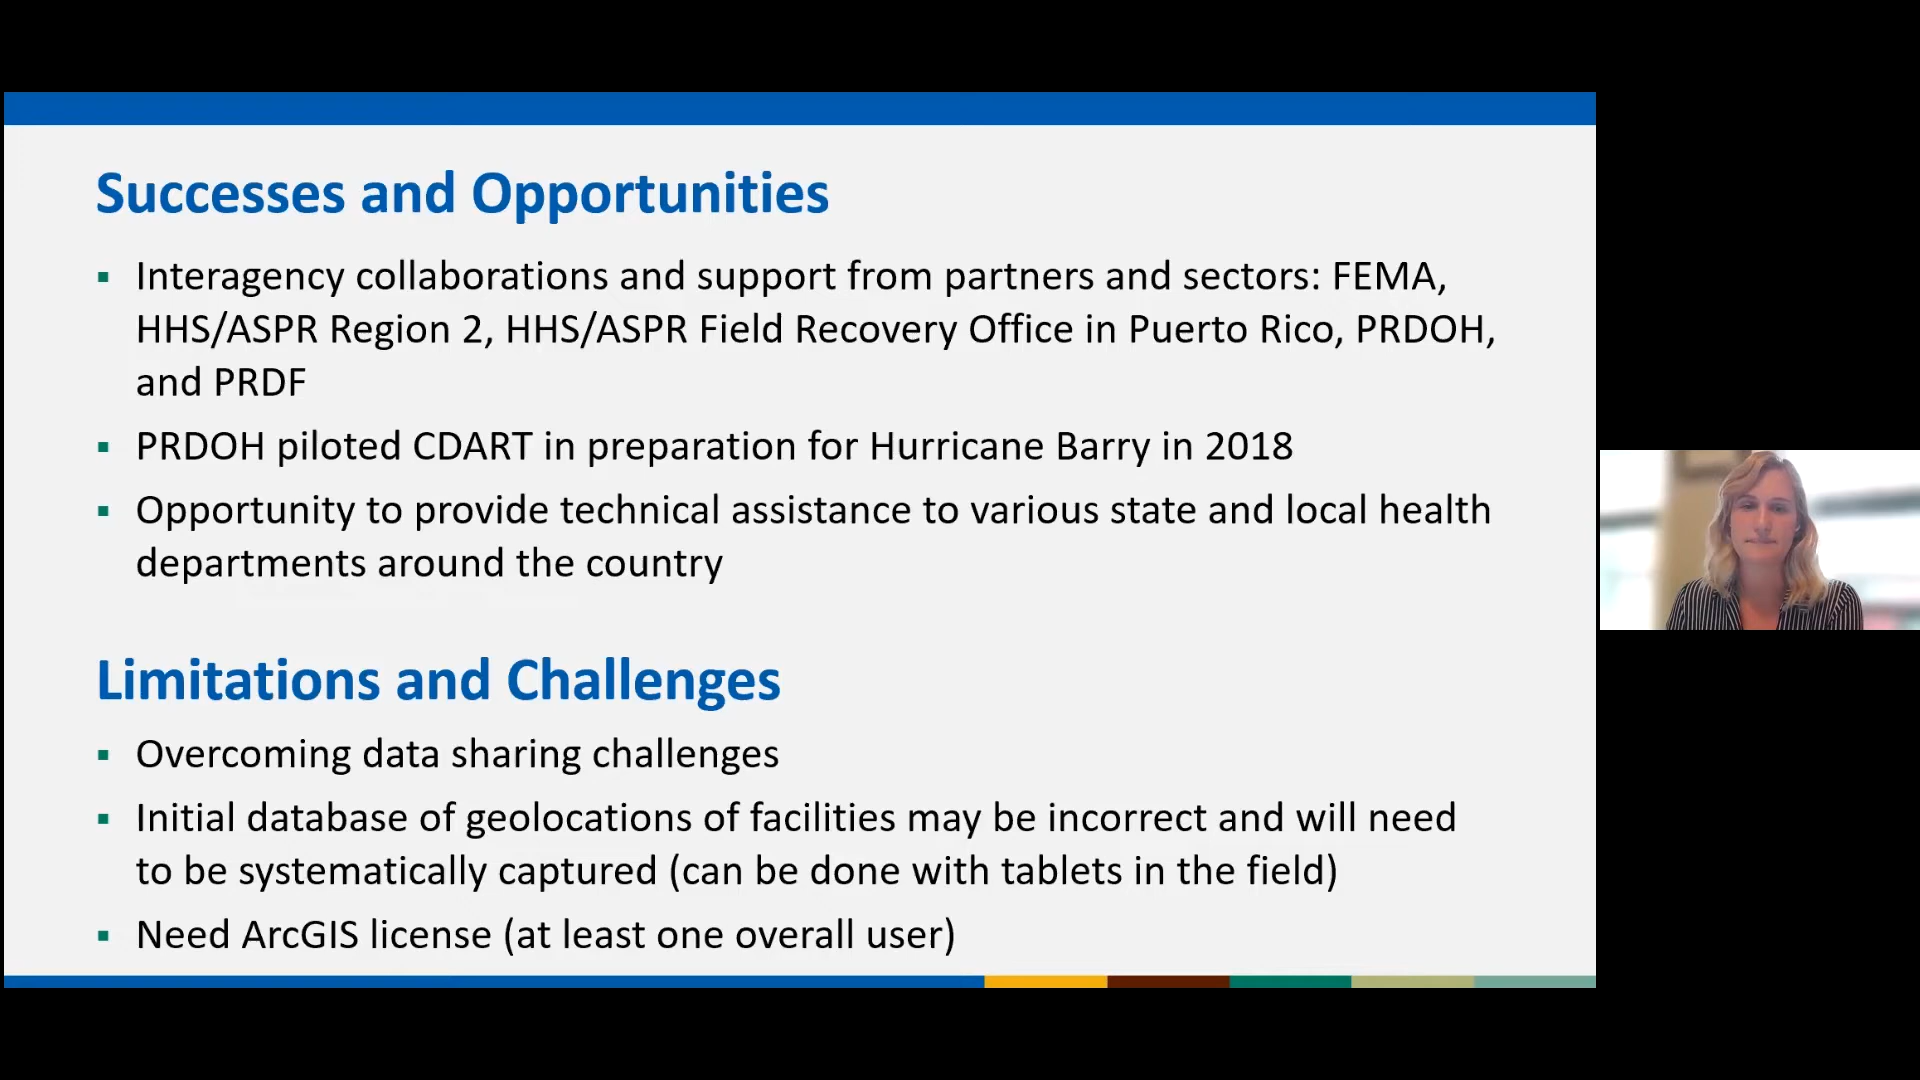 Successes and Opportunities
▪ Interagency collaborations and support from partners and sectors: FEMA,
HHS/ASPR Region 2, HHS/ASPR Field Recovery Office in Puerto Rico, PRDOH,
and PRDF
▪ PRDOH piloted CDART in preparation for Hurricane Barry in 2018
▪ Opportunity to provide technical assistance to various state and local health
departments around the country
Limitations and Challenges
▪ Overcoming data sharing challenges
▪ Initial database of geolocations of facilities may be incorrect and will need
to be systematically captured (can be done with tablets in the field)
▪ Need ArcGIS license (at least one overall user)